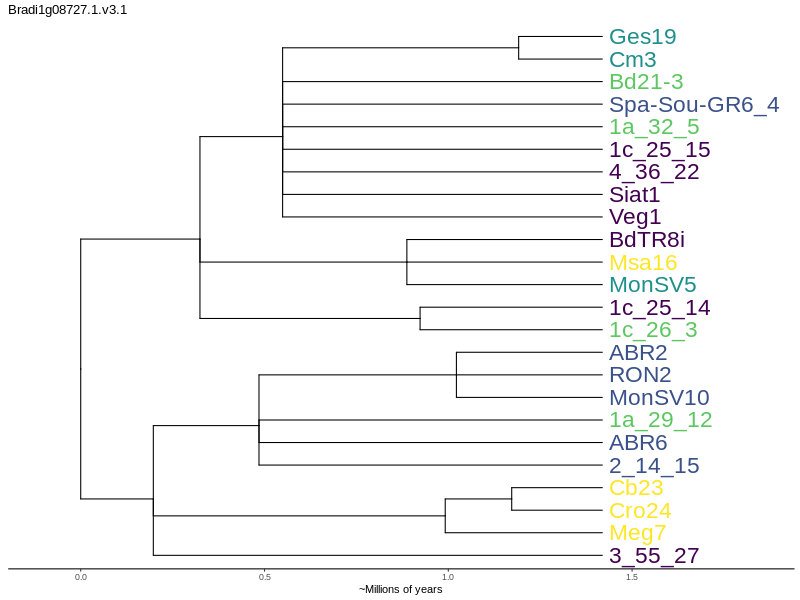 Bradi1g08727.1.v3.1
Ges19
Cm3
Bd21-3
Spa-Sou-GR6_4
1a_32_5
1c_25_15
4_36_22
Siat1
Veg1
BdTR8i
Msa16
MonSV5
1c_25_14
1c_26_3
ABR2
RON2
MonSV10
1a_29_12
ABR6
2_14_15
Cb23
Cro24
Meg7
3_55_27
0.0 0.5 1.0 1.5
~Millions of years